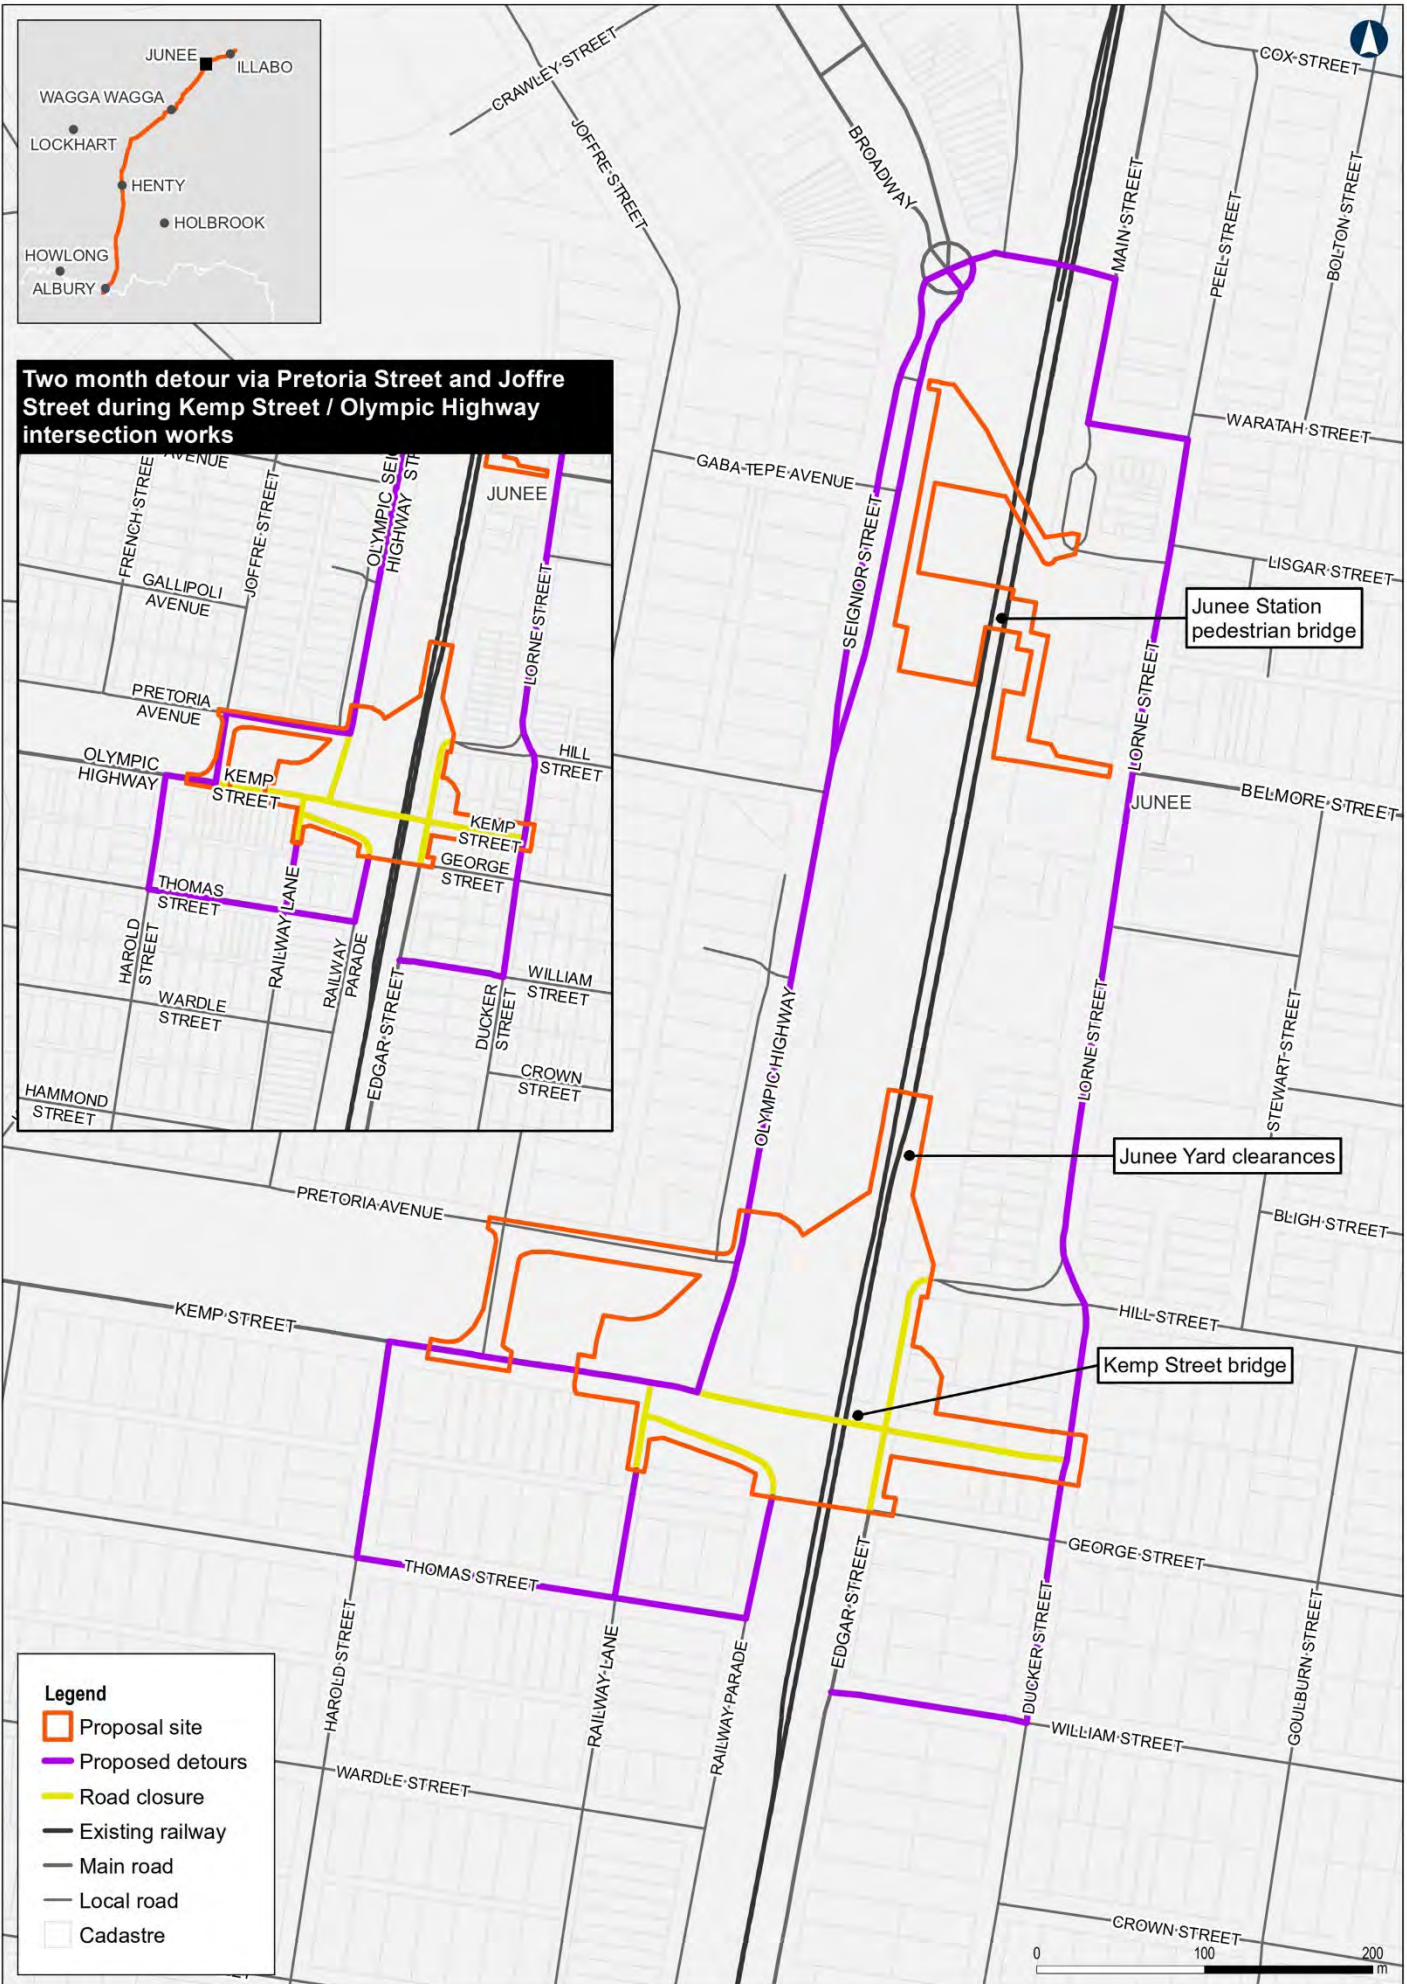 COX STREET
CRAWLEY STREET
JOFFRE STREET
BROADWAY
MAIN STREET
PEEL STREET
BOLTON STREET
JUNEE
ILLABO
WAGGA WAGGA
LOCKHART
HENTY
HOLBROOK
HOWLONG
ALBURY
Two month detour via Pretoria Street and Joffre
Street during Kemp Street / Olympic Highway
intersection works
AVENUE
FRENCH STREE
JOFFRE STREET
OLYMPIC
HIGHWAY
SEIG
STR
JUNEE
GALLIPOLI
AVENUE
LORNE STREET
PRETORIA
AVENUE
OLYMPIC
HIGHWAY
KEMP
STREET
HILL
STREET
KEMP
STREET
GEORGE
STREET
THOMAS
STREET
HAROLD
STREET
RAILWAY LANE
RAILWAY
PARADE
WILLIAM
STREET
WARDLE
STREET
EDGAR STREET
DUCKER
STREET
CROWN
STREET
HAMMOND
STREET
WARATAH STREET
GABA TEPE AVENUE
SEIGNIOR STREET
LISGAR STREET
Junee Station
pedestrian bridge
LORNE STREET
BELMORE STREET
JUNEE
OLYMPIC HIGHWAY
LORNE STREET
STEWART STREET
Junee Yard clearances
PRETORIA AVENUE
BLIGH STREET
KEMP STREET
HILL STREET
Kemp Street bridge
THOMAS STREET
GEORGE STREET
HAROLD STREET
RAILWAY LANE
RAILWAY PARADE
EDGAR STREET
DUCKER STREET
GOULBURN STREET
WILLIAM STREET
WARDLE STREET
CROWN STREET
Legend
Proposal site
Proposed detours
Road closure
Existing railway
Main road
Local road
Cadastre
0 100 200
m